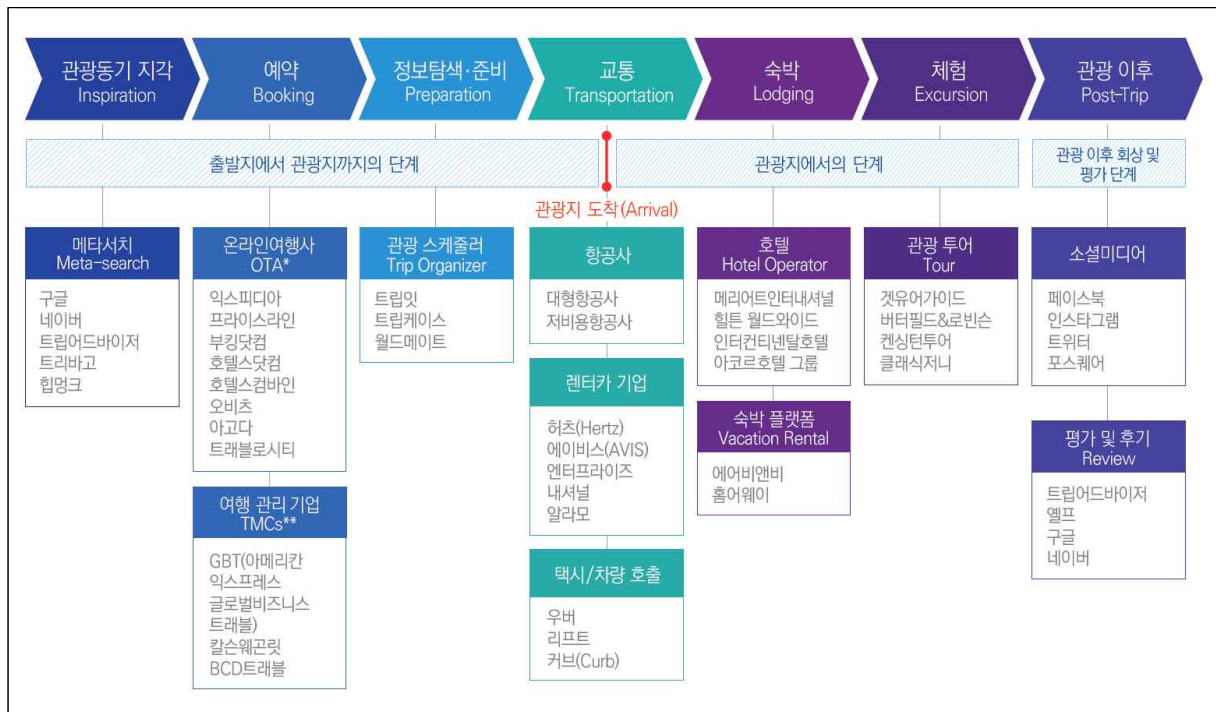 관광동기 지각
Inspiration
예약
Booking
정보탐색·준비
Preparation
교통
Transportation
숙박
Lodging
체험
Excursion
관광 이후
Post-Trip
출발지에서 관광지까지의 단계
관광지에서의 단계
관광 이후 회상 및
평가 단계
관광지 도착(Arrival)
메타서치
Meta-search
구글
네이버
트립어드바이저
트리바고
힙멍크
온라인여행사
OTA*
익스피디아
프라이스라인
부킹닷컴
호텔스닷컴
호텔스컴바인
오비츠
아고다
트래블로시티
여행 관리 기업
TMCs**
GBT(아메리칸
익스프레스
글로벌비즈니스
트래블)
칼슨웨곤릿
BCD트래블
관광 스케줄러
Trip Organizer
트립잇
트립케이스
월드메이트
항공사
대형항공사
저비용항공사
렌터카 기업
허츠(Hertz)
에이비스(AVIS)
엔터프라이즈
내셔널
알라모
택시/차량 호출
우버
리프트
커브(Curb)
호텔
Hotel Operator
메리어트인터내셔널
힐튼 월드와이드
인터컨티넨탈호텔
아코르호텔 그룹
숙박 플랫폼
Vacation Rental
에어비앤비
홈어웨이
관광 투어
Tour
겟유어가이드
버터필드&로빈슨
켄싱턴투어
클래식저니
소셜미디어
페이스북
인스타그램
트위터
포스퀘어
평가 및 후기
Review
트립어드바이저
옐프
구글
네이버